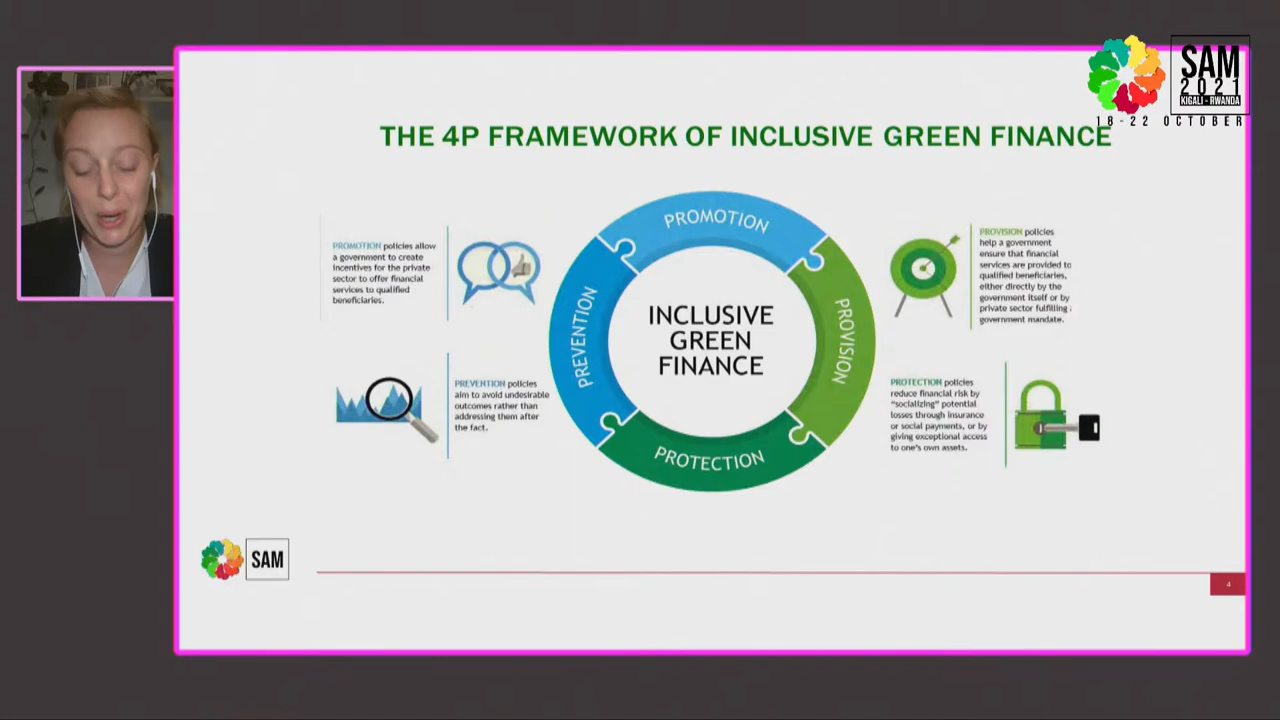 SAM
2021
KIGALI - RWANDA
18-22 OCTOBER
THE 4P FRAMEWORK OF INCLUSIVE GREEN FINANCE
PROMOTION policies allow
a government to create
incentives for the private
sector to offer financial
services to qualified
beneficiaries.
PREVENTION policies
aim to avoid undesirable
outcomes rather than
addressing them after
the fact.
PROMOTION
PREVENTION
PROVISION
PROTECTION
INCLUSIVE
GREEN
FINANCE
PROVISION policies
help a government
ensure that financial
services are provided to
qualified beneficiaries,
either directly by the
government itself or by
private sector fulfilling
government mandate.
PROTECTION policies
reduce financial risk by
"socializing" potential
losses through insurance
or social payments, or by
giving exceptional access
to one's own assets.
SAM
4